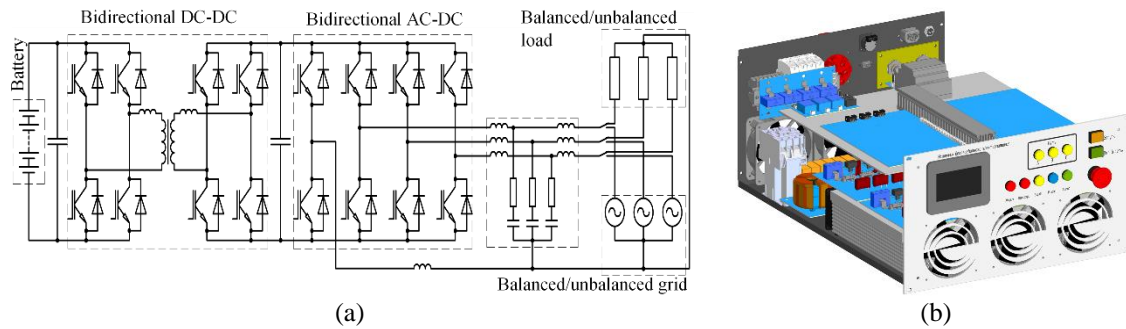 Bidirectional DC-DC
Bidirectional AC-DC
Balanced/unbalanced
load
Battery
Balanced/unbalanced grid
(a)
(b)